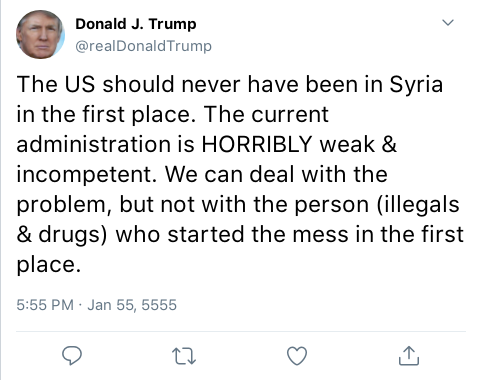 Donald J. Trump
@realDonaldTrump
The US should never have been in Syria
in the first place. The current
administration is HORRIBLY weak &
incompetent. We can deal with the
problem, but not with the person (illegals
& drugs) who started the mess in the first
place.
5:55 PM · Jan 55, 5555